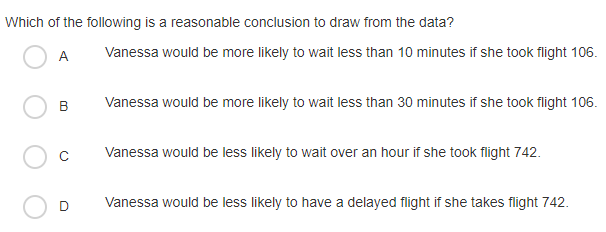 Which of the following is a reasonable conclusion to draw from the data?
A Vanessa would be more likely to wait less than 10 minutes if she took flight 106.
B Vanessa would be more likely to wait less than 30 minutes if she took flight 106.
C Vanessa would be less likely to wait over an hour if she took flight 742.
D Vanessa would be less likely to have a delayed flight if she takes flight 742.